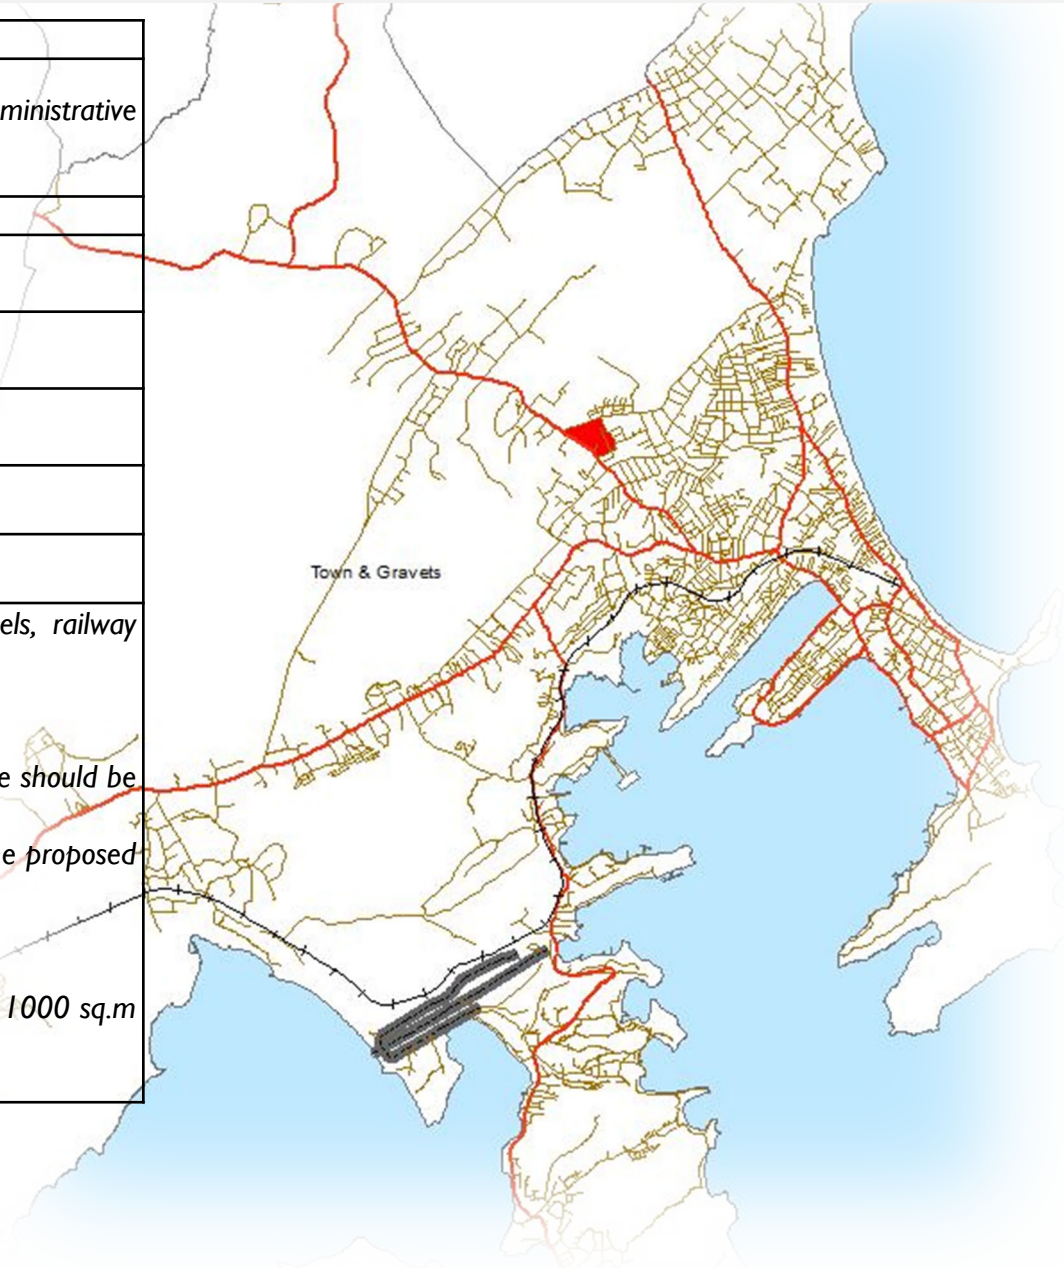 ministrative
Town & Gravets
els, railway
e should be
e proposed
1000 sq.m